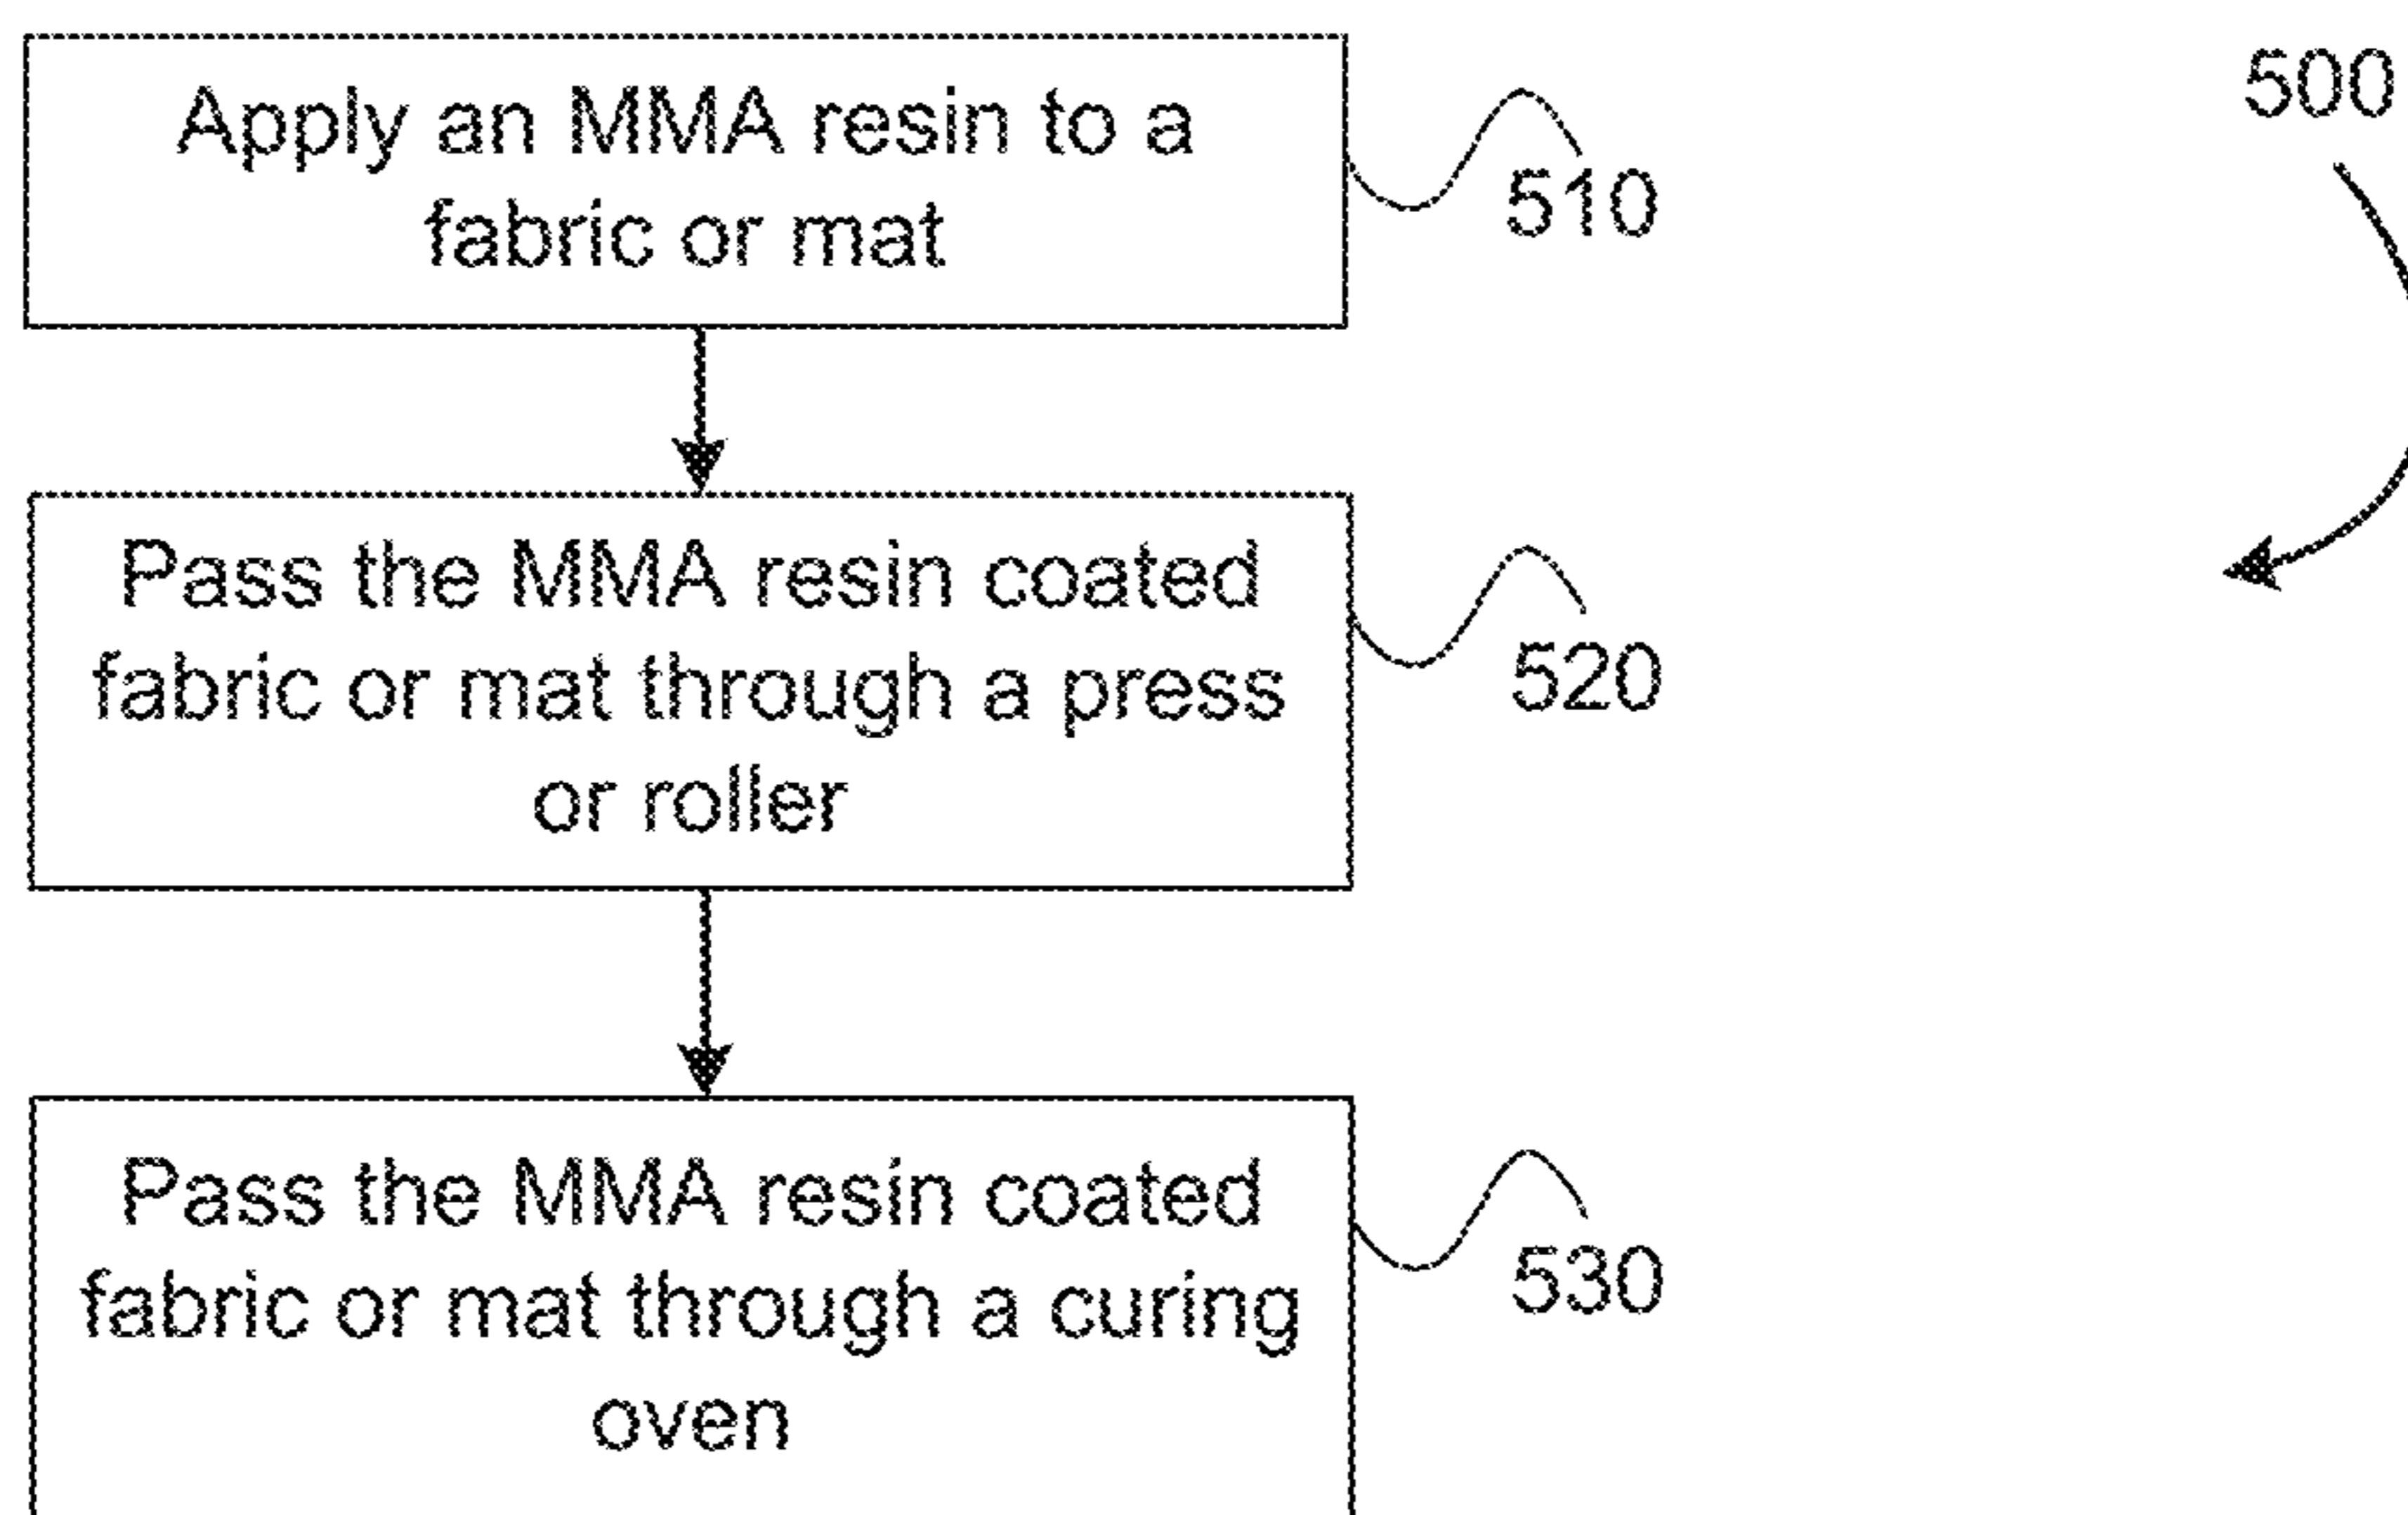 500
Apply an MMA resin to a
fabric or mat
510
Pass the MMA resin coated
fabric or mat through a press
or roller
520
Pass the MMA resin coated
fabric or mat through a curing
oven
530